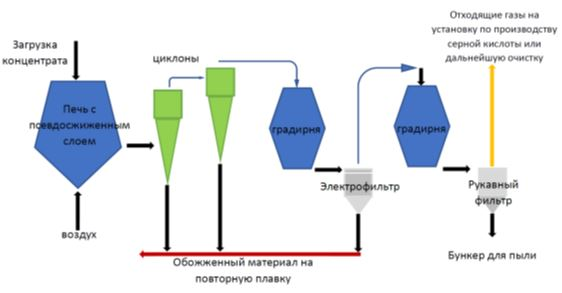 Загрузка
концентрата
циклоны
Отходящие газы на
установку по производству
серной кислоты или
дальнейшую очистку
Печь с
псевдосжиженным
слоем
градирня
градирня
Электрофильтр
Рукавный
фильтр
воздух
Обожженный материал на
повторную плавку
Бункер для пыли